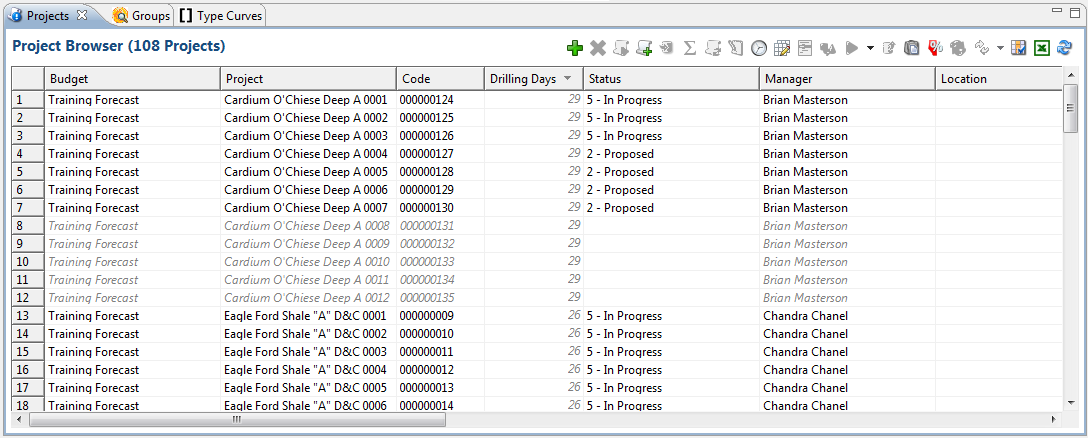 Projects Groups [ ] Type Curves
Project Browser (108 Projects)
Budget Project Code Drilling Days Status Manager Location
1 Training Forecast Cardium O'Chiese Deep A 0001 000000124 29 5 - In Progress Brian Masterson
2 Training Forecast Cardium O'Chiese Deep A 0002 000000125 29 5 - In Progress Brian Masterson
3 Training Forecast Cardium O'Chiese Deep A 0003 000000126 29 5 - In Progress Brian Masterson
4 Training Forecast Cardium O'Chiese Deep A 0004 000000127 29 2 - Proposed Brian Masterson
5 Training Forecast Cardium O'Chiese Deep A 0005 000000128 29 2 - Proposed Brian Masterson
6 Training Forecast Cardium O'Chiese Deep A 0006 000000129 29 2 - Proposed Brian Masterson
7 Training Forecast Cardium O'Chiese Deep A 0007 000000130 29 2 - Proposed Brian Masterson
8 Training Forecast Cardium O'Chiese Deep A 0008 000000131 29 Brian Masterson
9 Training Forecast Cardium O'Chiese Deep A 0009 000000132 29 Brian Masterson
10 Training Forecast Cardium O'Chiese Deep A 0010 000000133 29 Brian Masterson
11 Training Forecast Cardium O'Chiese Deep A 0011 000000134 29 Brian Masterson
12 Training Forecast Cardium O'Chiese Deep A 0012 000000135 29 Brian Masterson
13 Training Forecast Eagle Ford Shale "A" D&C 0001 000000009 26 5 - In Progress Chandra Chanel
14 Training Forecast Eagle Ford Shale "A" D&C 0002 000000010 26 5 - In Progress Chandra Chanel
15 Training Forecast Eagle Ford Shale "A" D&C 0003 000000011 26 5 - In Progress Chandra Chanel
16 Training Forecast Eagle Ford Shale "A" D&C 0004 000000012 26 5 - In Progress Chandra Chanel
17 Training Forecast Eagle Ford Shale "A" D&C 0005 000000013 26 5 - In Progress Chandra Chanel
18 Training Forecast Eagle Ford Shale "A" D&C 0006 000000014 26 5 - In Progress Chandra Chanel